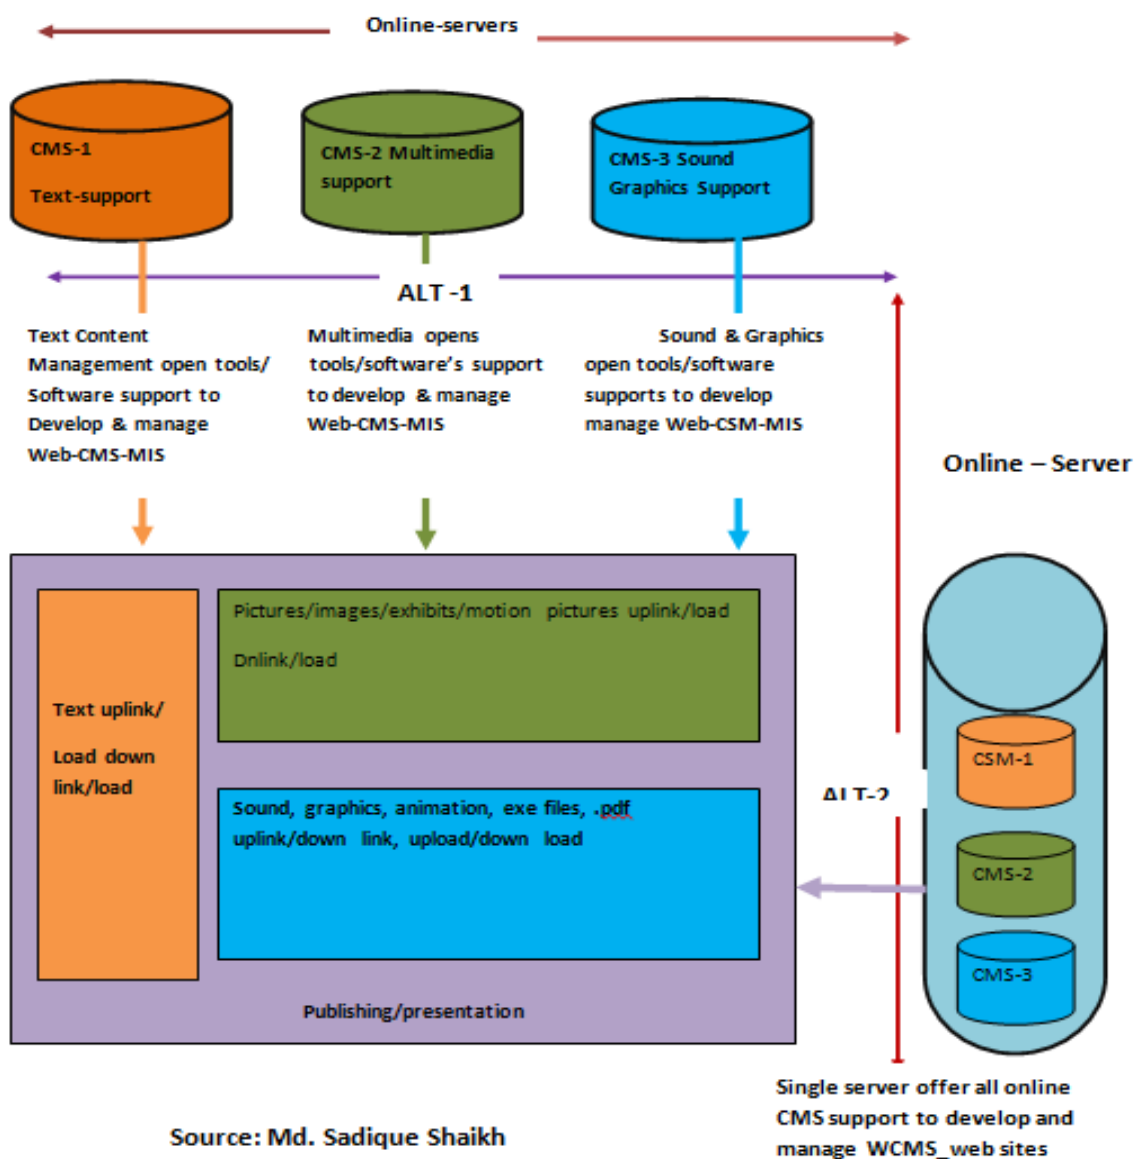 Online-servers
CMS-1
Text-support
CMS-2 Multimedia
support
CMS-3 Sound
Graphics Support
ALT -1
Text Content
Management open tools/
Software support to
Develop & manage
Web-CMS-MIS
Multimedia opens
tools/software's support
to develop & manage
Web-CMS-MIS
Sound & Graphics
open tools/software
supports to develop
manage Web-CSM-MIS
Online – Server
Text uplink/
Load down
link/load
Pictures/images/exhibits/motion pictures uplink/load
Dnlink/load
Sound, graphics, animation, exe files, .pdf
uplink/down link, upload/down load
Publishing/presentation
ALT-2
CSM-1
CMS-2
CMS-3
Single server offer all online
CMS support to develop and
manage WCMS_web sites
Source: Md. Sadique Shaikh